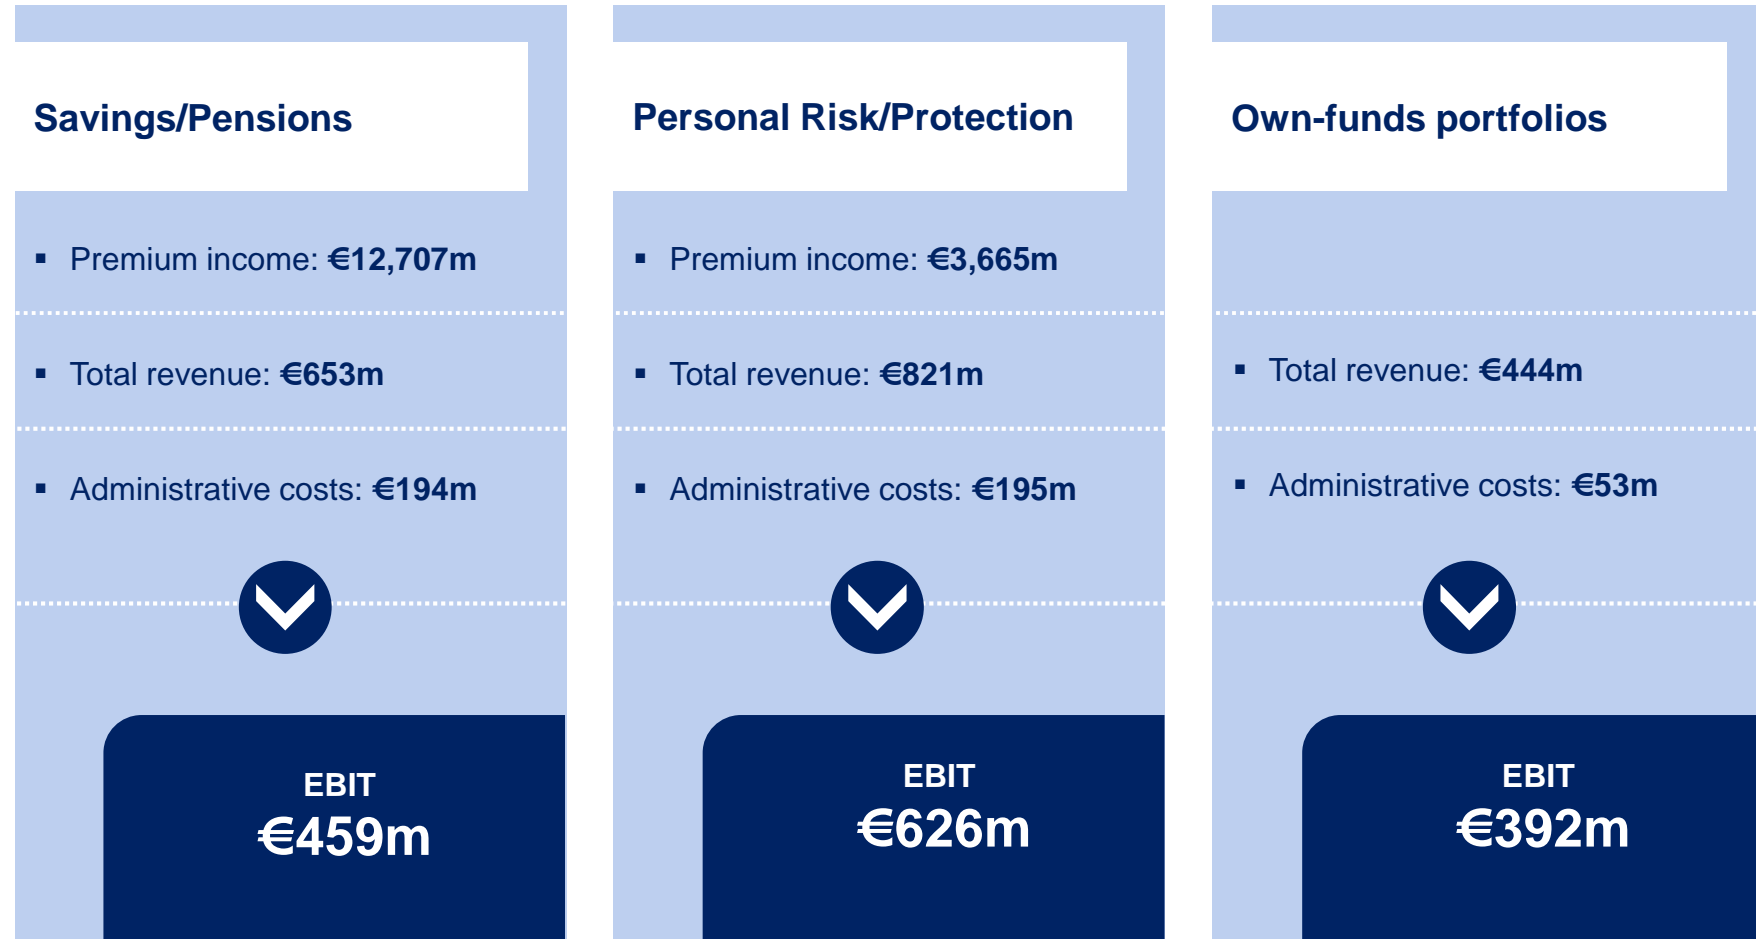 Savings/Pensions
▪ Premium income: €12,707m
▪ Total revenue: €653m
▪ Administrative costs: €194m
EBIT
€459m
Personal Risk/Protection
▪ Premium income: €3,665m
▪ Total revenue: €821m
▪ Administrative costs: €195m
EBIT
€626m
Own-funds portfolios
▪ Total revenue: €444m
▪ Administrative costs: €53m
EBIT
€392m